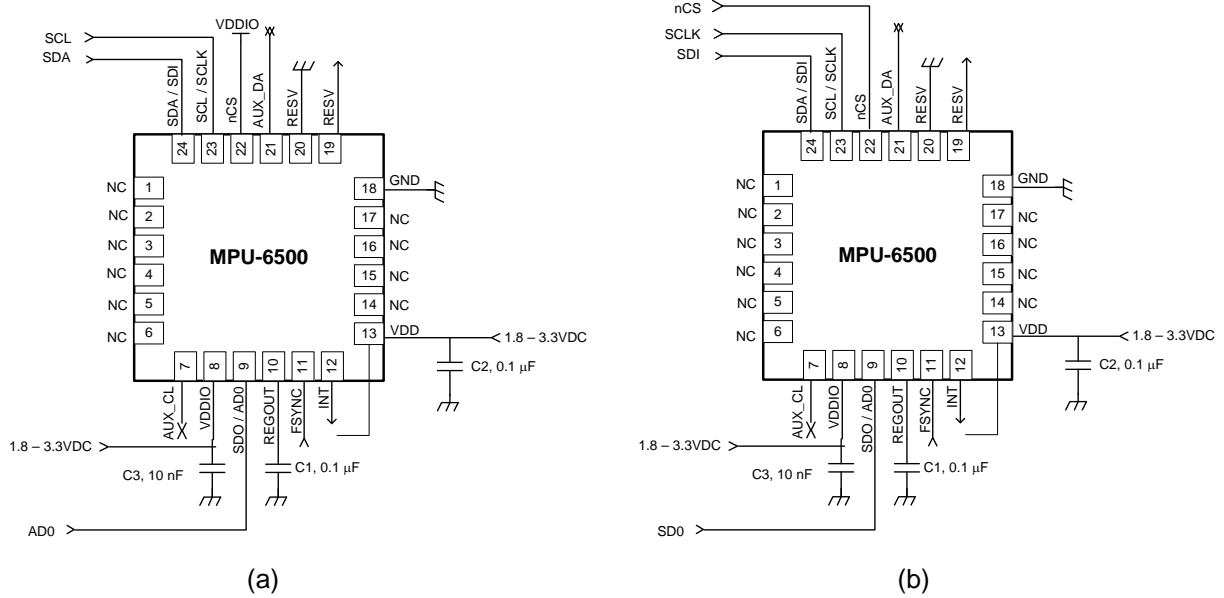 SCL
SDA
SDA / SDI
SCL / SCLK
VDDIO
nCS
AUX_DA
RESV
RESV
24
23
22
21
20
19
NC 1
NC 2
NC 3
NC 4
NC 5
NC 6
MPU-6500
18 GND
17 NC
16 NC
15 NC
14 NC
13 VDD
1.8 – 3.3VDC
C2, 0.1 µF
7
8
9
10
11
12
AUX_CL
VDDIO
SDO / AD0
REGOUT
FSYNC
INT
1.8 – 3.3VDC
C3, 10 nF
C1, 0.1 µF
AD0
(a)
nCS
SCLK
SDI
SDA / SDI
SCL / SCLK
nCS
AUX_DA
RESV
RESV
24
23
22
21
20
19
NC 1
NC 2
NC 3
NC 4
NC 5
NC 6
MPU-6500
18 GND
17 NC
16 NC
15 NC
14 NC
13 VDD
1.8 – 3.3VDC
C2, 0.1 µF
7
8
9
10
11
12
AUX_CL
VDDIO
SDO / AD0
REGOUT
FSYNC
INT
1.8 – 3.3VDC
C3, 10 nF
C1, 0.1 µF
SD0
(b)